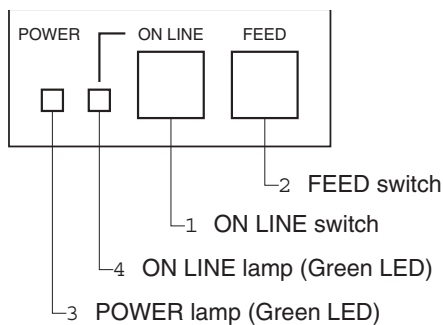 POWER ON LINE FEED
2 FEED switch
1 ON LINE switch
4 ON LINE lamp (Green LED)
3 POWER lamp (Green LED)